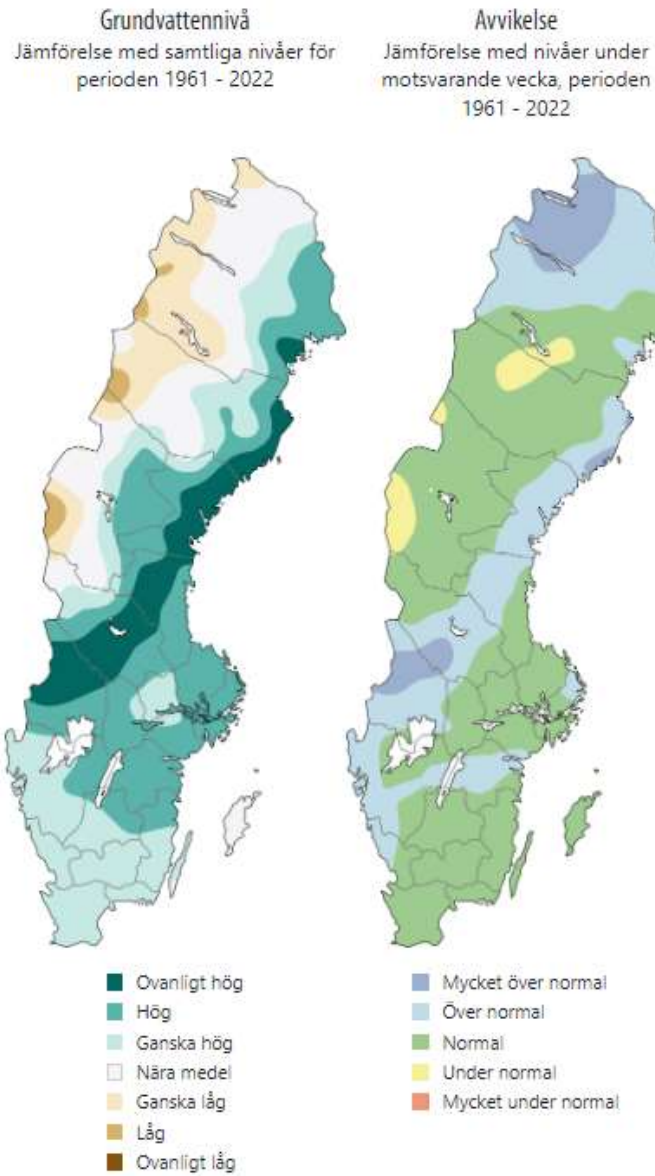 Grundvattennivå
Jämförelse med samtliga nivåer för
perioden 1961 - 2022
Avvikelse
Jämförelse med nivåer under
motsvarande vecka, perioden
1961 - 2022
Ovanligt hög
Hög
Ganska hög
Nära medel
Ganska låg
Låg
Ovanligt låg
Mycket över normal
Över normal
Normal
Under normal
Mycket under normal